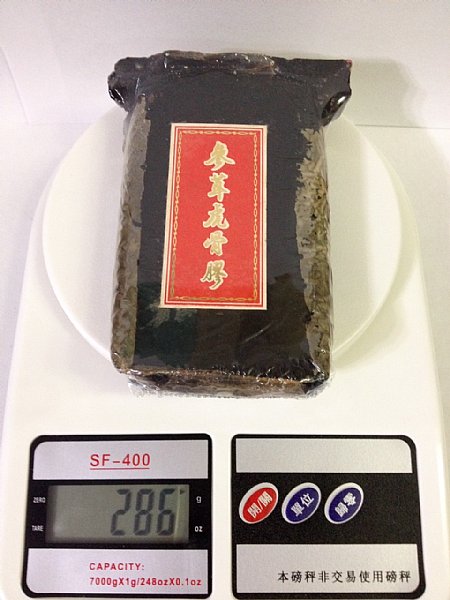 參茸虎骨膠
SF-400
ZERO
g
286
TARE
oz
CAPACITY:
7000gX1g/248ozX0.1oz
開/關
單位
歸零
本磅秤非交易使用磅秤